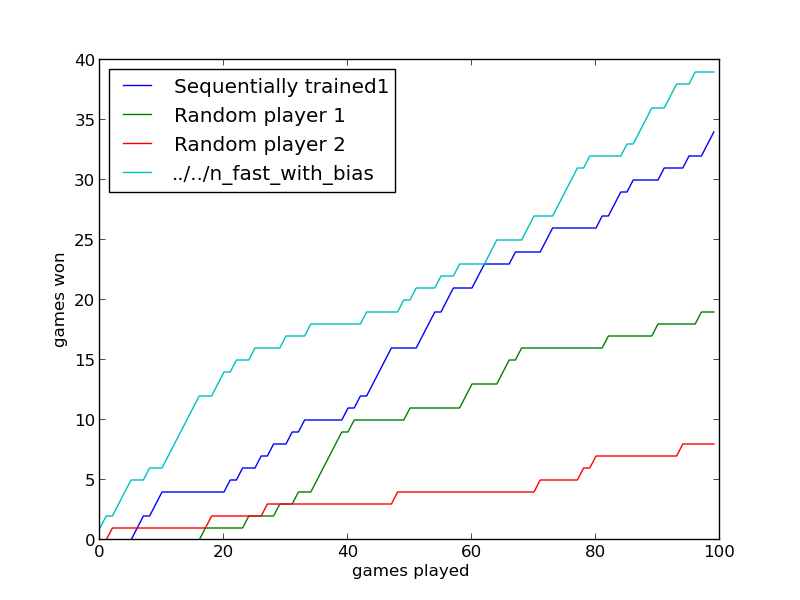 40
35
30
25
20
15
10
5
0
games won
Sequentially trained1
Random player 1
Random player 2
../../n_fast_with_bias
0 20 40 60 80 100
games played